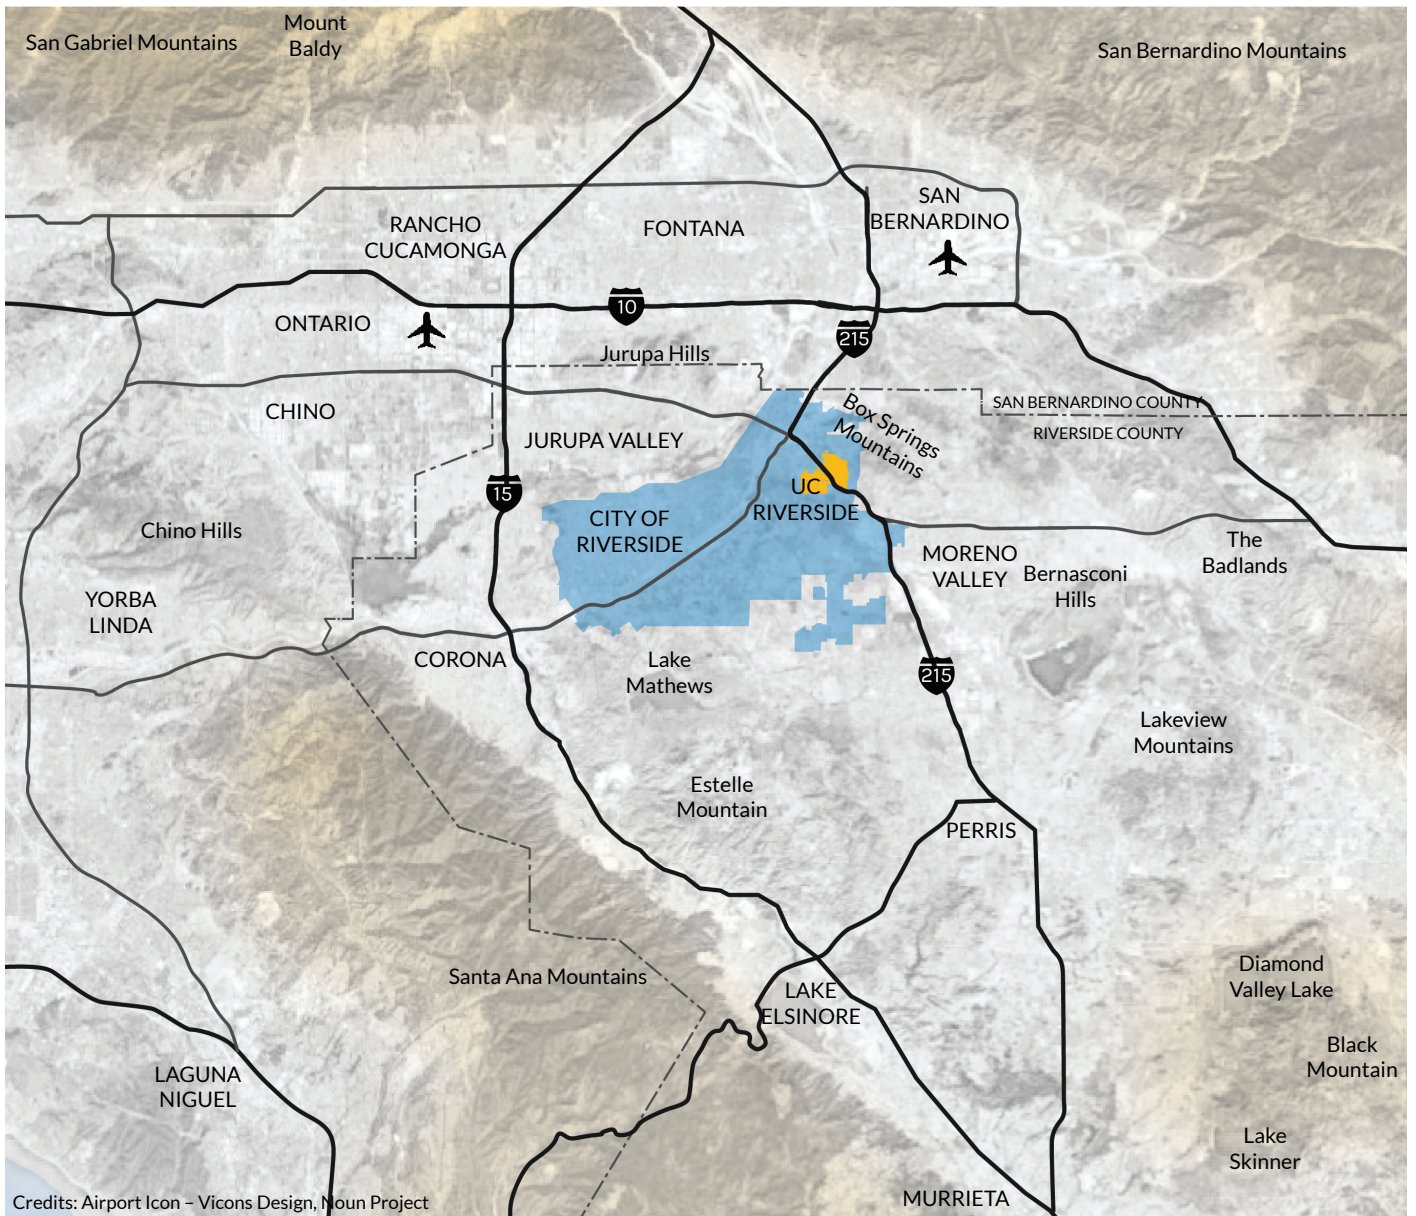 San Gabriel Mountains
Mount
Baldy
San Bernardino Mountains
SAN
BERNARDINO
RANCHO
CUCAMONGA
FONTANA
10
ONTARIO
215
Jurupa Hills
CHINO
Box Springs
Mountains
SAN BERNARDINO COUNTY
RIVERSIDE COUNTY
JURUPA VALLEY
15
UC
RIVERSIDE
CITY OF
RIVERSIDE
Chino Hills
MORENO
VALLEY
The
Badlands
Bernasconi
Hills
YORBA
LINDA
CORONA
Lake
Mathews
215
Lakeview
Mountains
Estelle
Mountain
PERRIS
Santa Ana Mountains
LAKE
ELSINORE
Diamond
Valley Lake
Black
Mountain
LAGUNA
NIGUEL
Lake
Skinner
MURRIETA
Credits: Airport Icon – Vicons Design, Noun Project